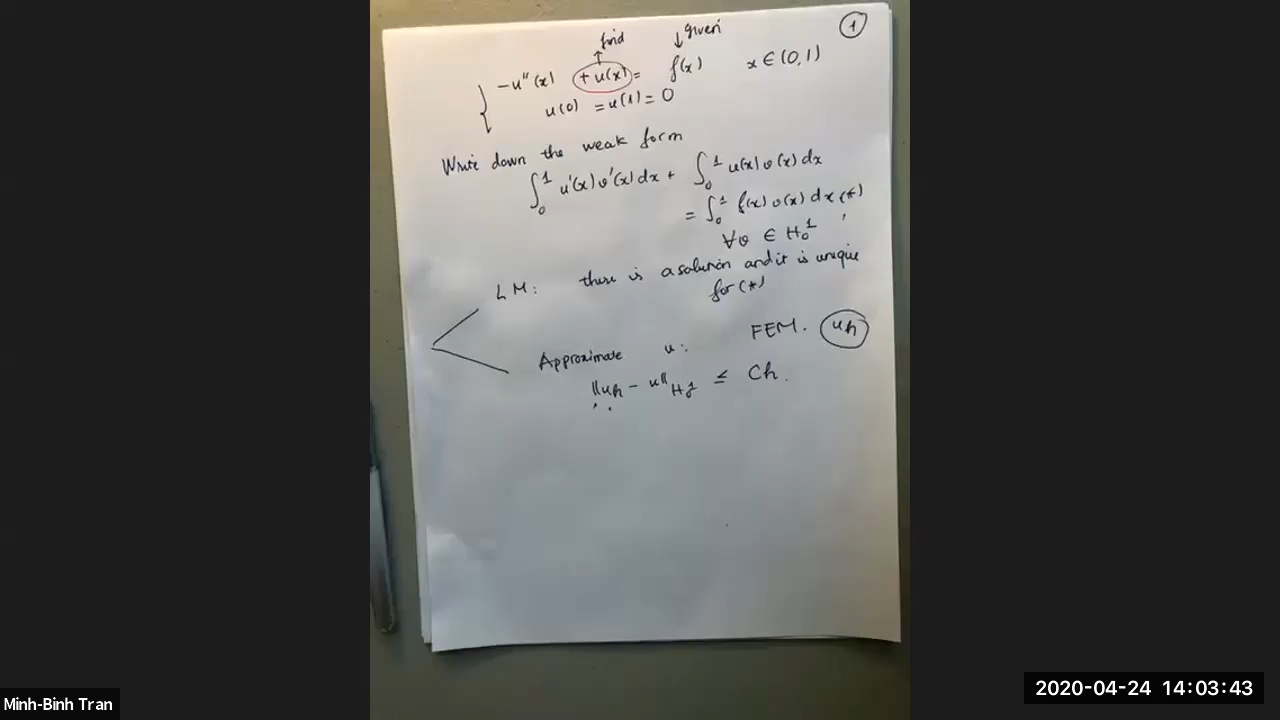 ①
find
given
-u''(x) + u(x) = f(x) x ∈ (0,1)
u(0) = u(1) = 0
Write down the weak form
∫₀¹ u'(x) v'(x) dx + ∫₀¹ u(x) v(x) dx
= ∫₀¹ f(x) v(x) dx (*)
∀v ∈ H₀¹
LM: there is a solution and it is unique
for (*)
Approximate u: FEM. uh
||uh - u||H₀¹ ≤ Ch.
Minh-Binh Tran
2020-04-24 14:03:43